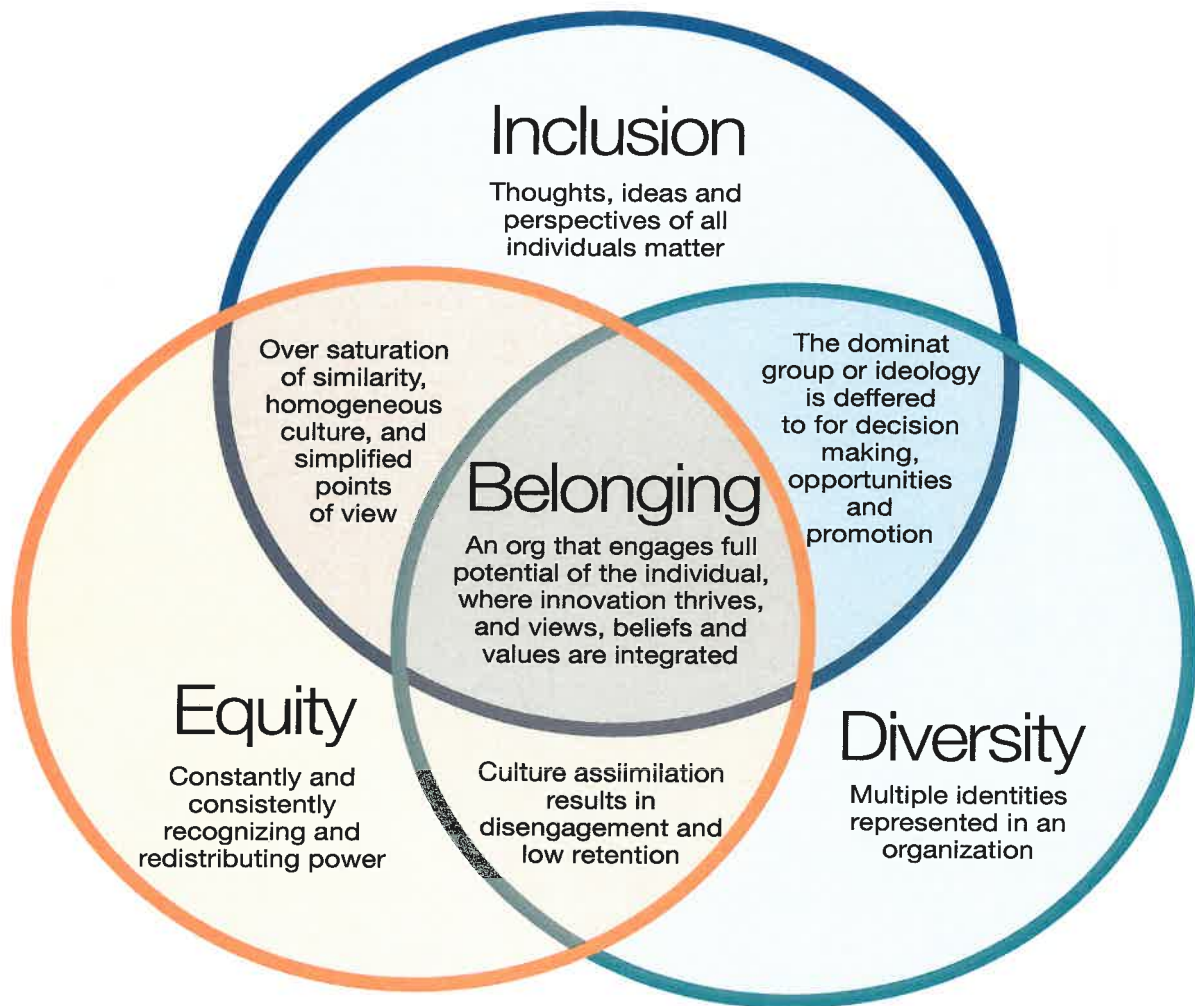 Inclusion
Thoughts, ideas and
perspectives of all
individuals matter
Over saturation
of similarity,
homogeneous
culture, and
simplified
points
of view
The dominat
group or ideology
is deffered
to for decision
making,
opportunities
and
promotion
Belonging
An org that engages full
potential of the individual,
where innovation thrives,
and views, beliefs and
values are integrated
Equity
Constantly and
consistently
recognizing and
redistributing power
Culture assiimilation
results in
disengagement and
low retention
Diversity
Multiple identities
represented in an
organization